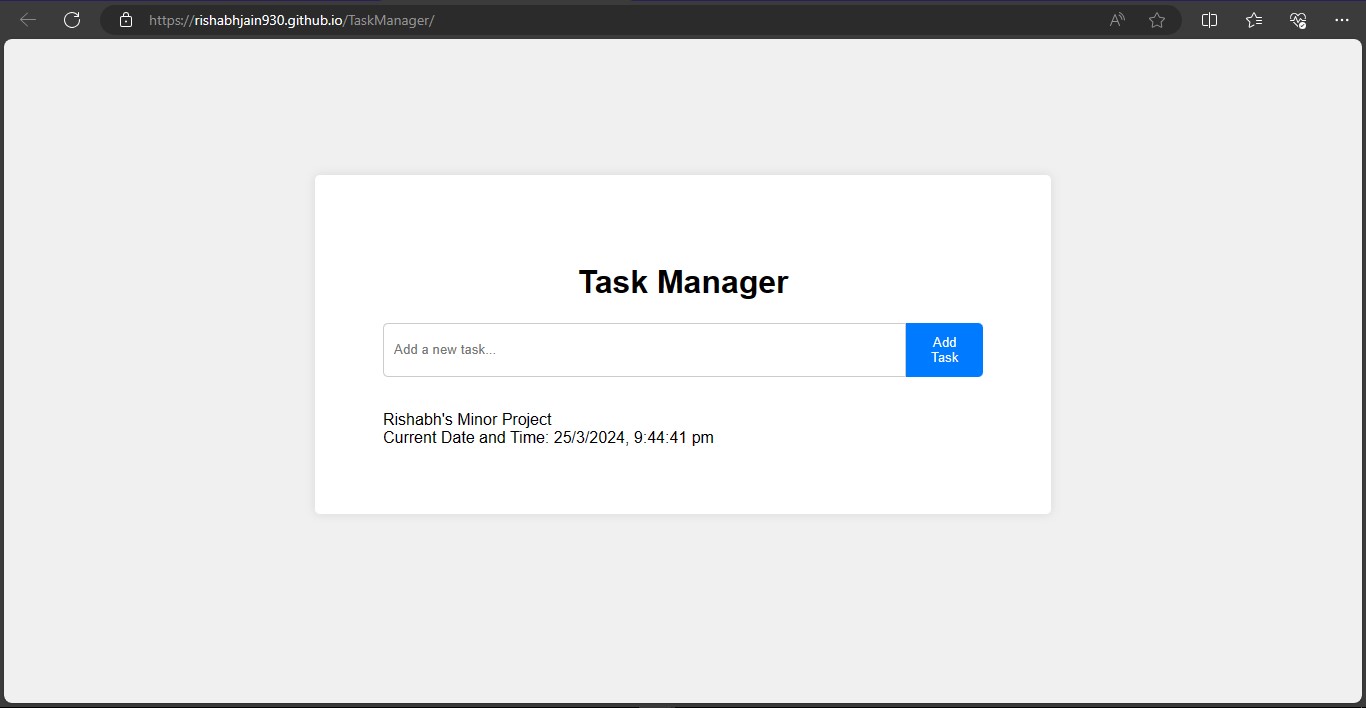 https://rishabhjain930.github.io/TaskManager/
Task Manager
Add a new task...
Add
Task
Rishabh's Minor Project
Current Date and Time: 25/3/2024, 9:44:41 pm